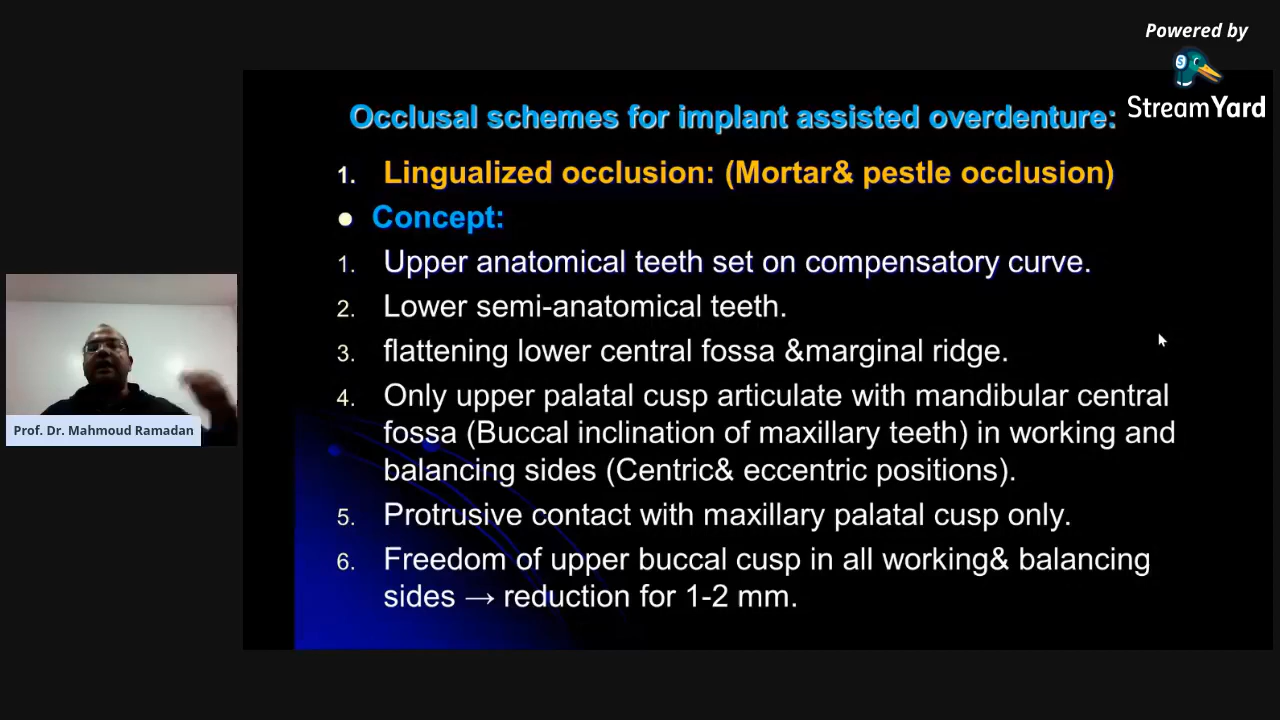 Powered by
StreamYard
Occlusal schemes for implant assisted overdenture:
1. Lingualized occlusion: (Mortar& pestle occlusion)
● Concept:
1. Upper anatomical teeth set on compensatory curve.
2. Lower semi-anatomical teeth.
3. flattening lower central fossa &marginal ridge.
4. Only upper palatal cusp articulate with mandibular central
fossa (Buccal inclination of maxillary teeth) in working and
balancing sides (Centric& eccentric positions).
5. Protrusive contact with maxillary palatal cusp only.
6. Freedom of upper buccal cusp in all working& balancing
sides → reduction for 1-2 mm.
Prof. Dr. Mahmoud Ramadan